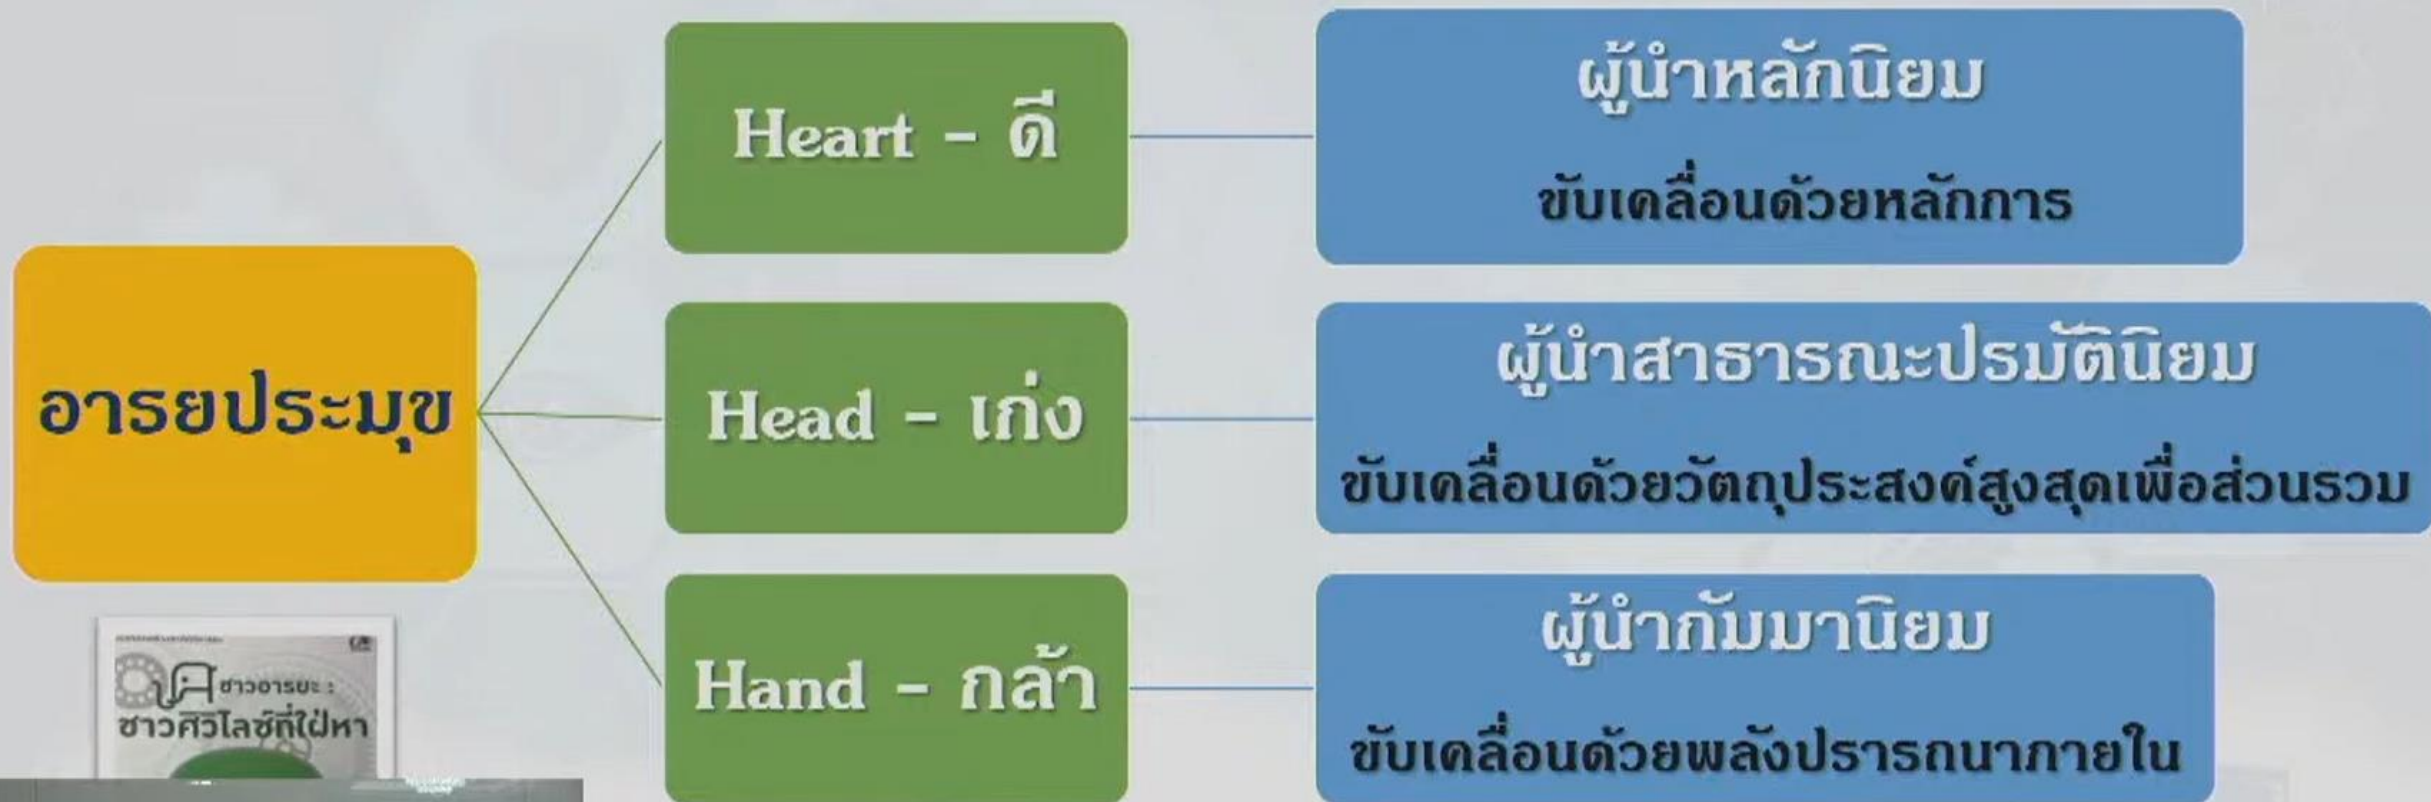 อารยประมุข
Heart - ดี
ผู้นำหลักนิยม
ขับเคลื่อนด้วยหลักการ
Head - เก่ง
ผู้นำสาธารณะปรมัตินิยม
ขับเคลื่อนด้วยวัตถุประสงค์สูงสุดเพื่อส่วนรวม
Hand - กล้า
ผู้นำกัมมานิยม
ขับเคลื่อนด้วยพลังปรารถนาภายใน
ชาวอารยะ :
ชาวศิวิไลซ์ที่ใฝ่หา